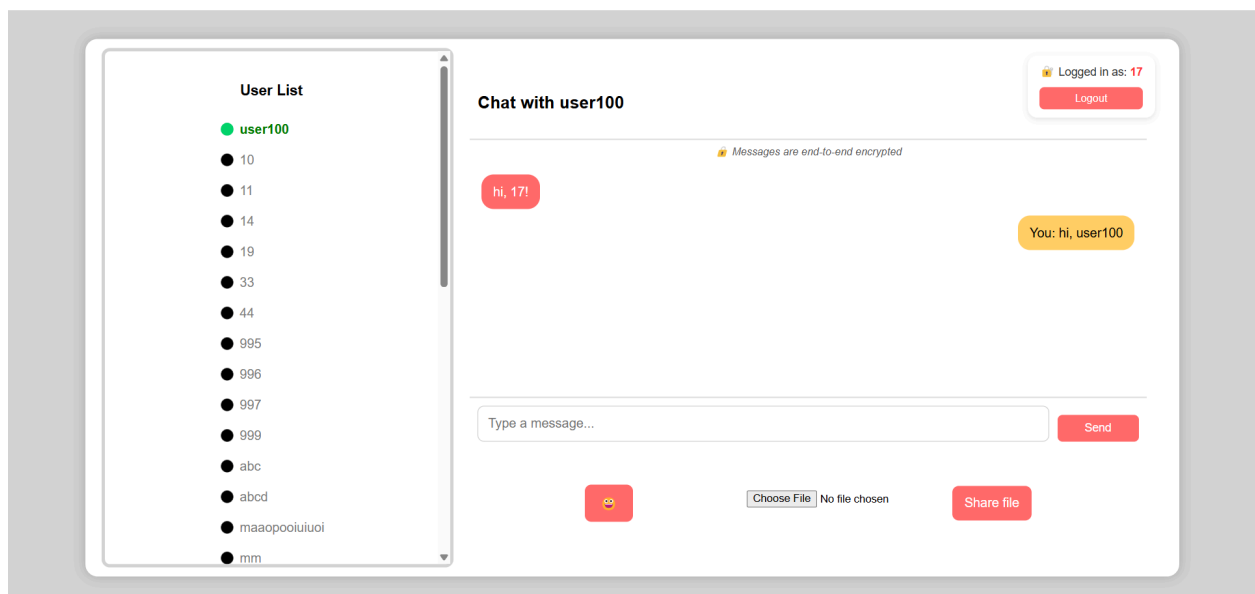 User List
user100
10
11
14
19
33
44
995
996
997
999
abc
abcd
maaopooiuiuoi
mm
Chat with user100
🔐 Logged in as: 17
Logout
🔒 Messages are end-to-end encrypted
hi, 17!
You: hi, user100
Type a message...
Send
Choose File No file chosen
Share file